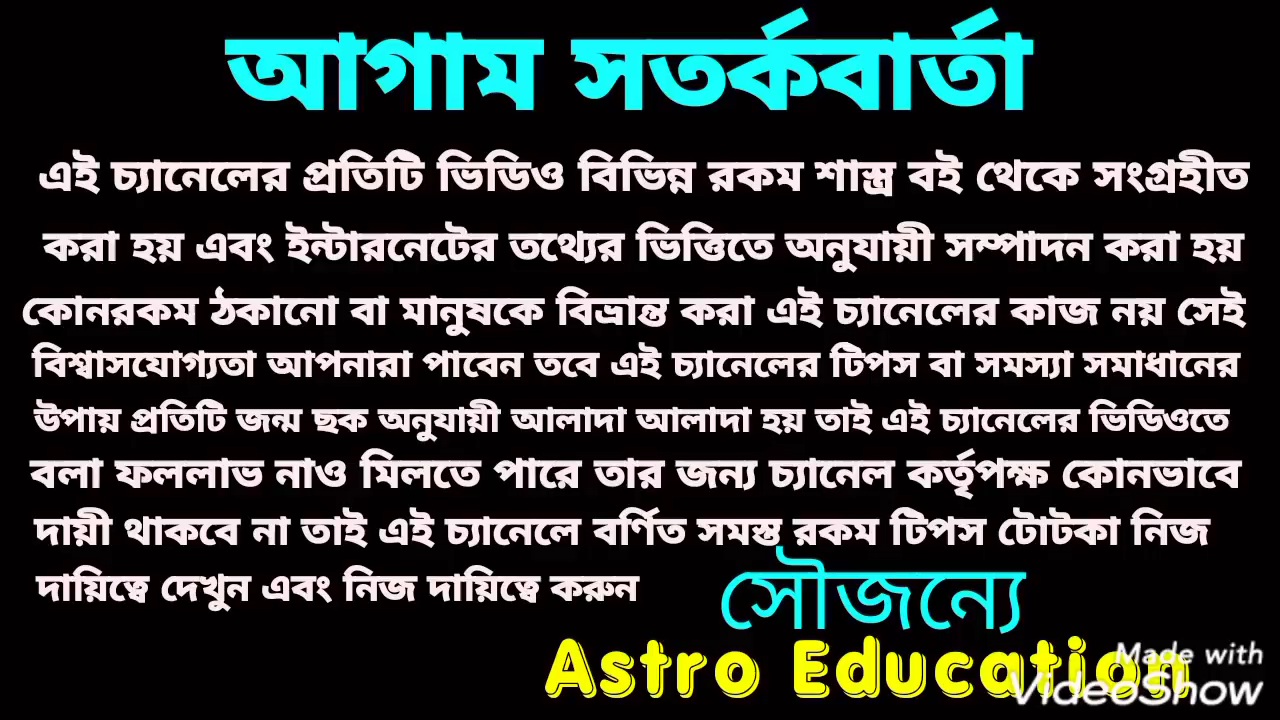 আগাম সতর্কবার্তা
এই চ্যানেলের প্রতিটি ভিডিও বিভিন্ন রকম শাস্ত্র বই থেকে সংগ্রহীত
করা হয় এবং ইন্টারনেটের তথ্যের ভিত্তিতে অনুযায়ী সম্পাদন করা হয়
কোনরকম ঠকানো বা মানুষকে বিভ্রান্ত করা এই চ্যানেলের কাজ নয় সেই
বিশ্বাসযোগ্যতা আপনারা পাবেন তবে এই চ্যানেলের টিপস বা সমস্যা সমাধানের
উপায় প্রতিটি জন্ম ছক অনুযায়ী আলাদা আলাদা হয় তাই এই চ্যানেলের ভিডিওতে
বলা ফললাভ নাও মিলতে পারে তার জন্য চ্যানেল কর্তৃপক্ষ কোনভাবে
দায়ী থাকবে না তাই এই চ্যানেলে বর্ণিত সমস্ত রকম টিপস টোটকা নিজ
দায়িত্বে দেখুন এবং নিজ দায়িত্বে করুন
সৌজন্যে
Astro Education
Made with
VideoShow